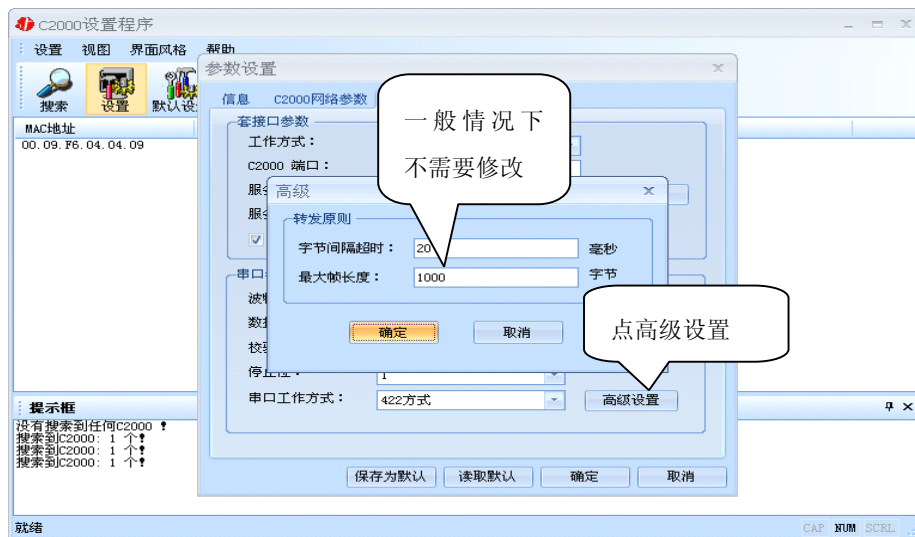 C2000设置程序
设置 视图 界面风格 帮助
搜索 设置 默认设
MAC地址
00.09.F6.04.04.09
参数设置
信息 C2000网络参数
套接口参数
工作方式：
C2000 端口：
服
服
一般情况下
不需要修改
高级
转发原则
字节间隔超时： 20 毫秒
最大帧长度： 1000 字节
确定 取消
串口
波
数
校
停止位： 1
串口工作方式： 422方式 高级设置
点高级设置
保存为默认 读取默认 确定 取消
提示框
没有搜索到任何C2000 !
搜索到C2000: 1 个!
搜索到C2000: 1 个!
搜索到C2000: 1 个!
就绪 CAP NUM SCRL